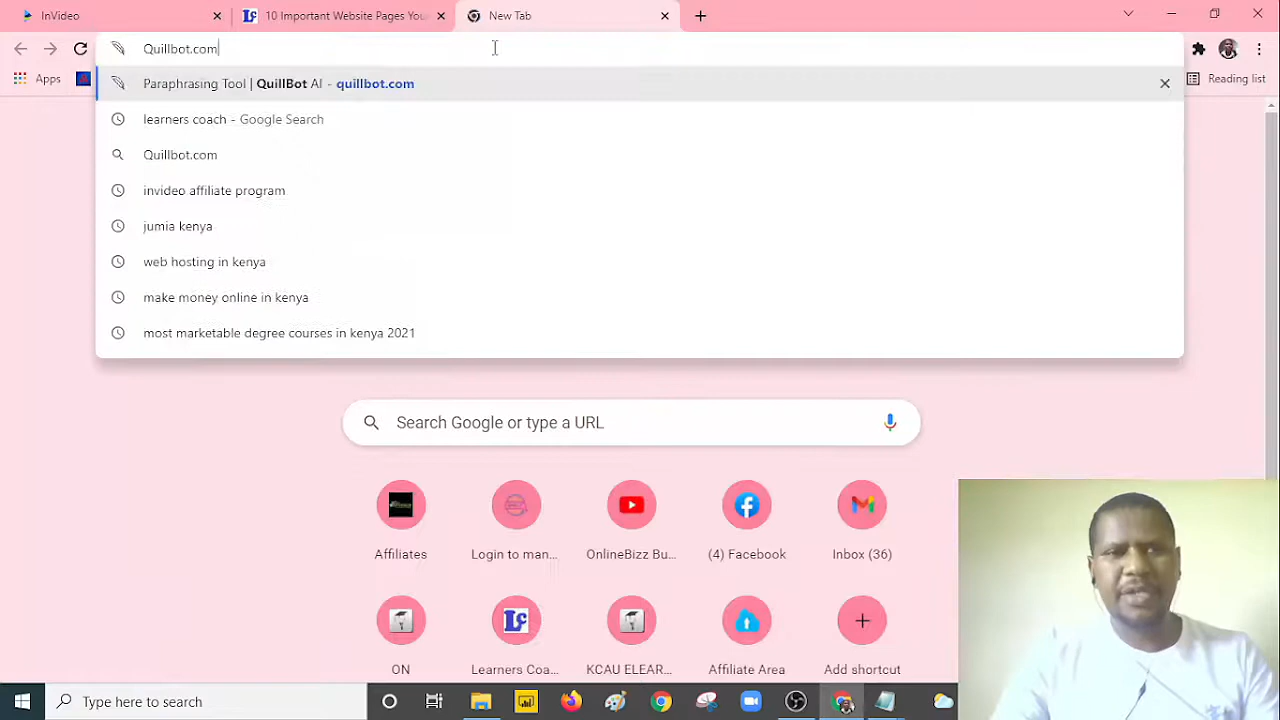 InVideo
10 Important Website Pages Your
New Tab
Quillbot.com
Apps
Reading list
Paraphrasing Tool | QuillBot AI - quillbot.com
learners coach - Google Search
Quillbot.com
invideo affiliate program
jumia kenya
web hosting in kenya
make money online in kenya
most marketable degree courses in kenya 2021
Search Google or type a URL
Affiliates
Login to man...
OnlineBizz Bu...
(4) Facebook
Inbox (36)
ON
Learners Coa...
KCAU ELEAR...
Affiliate Area
Add shortcut
Type here to search